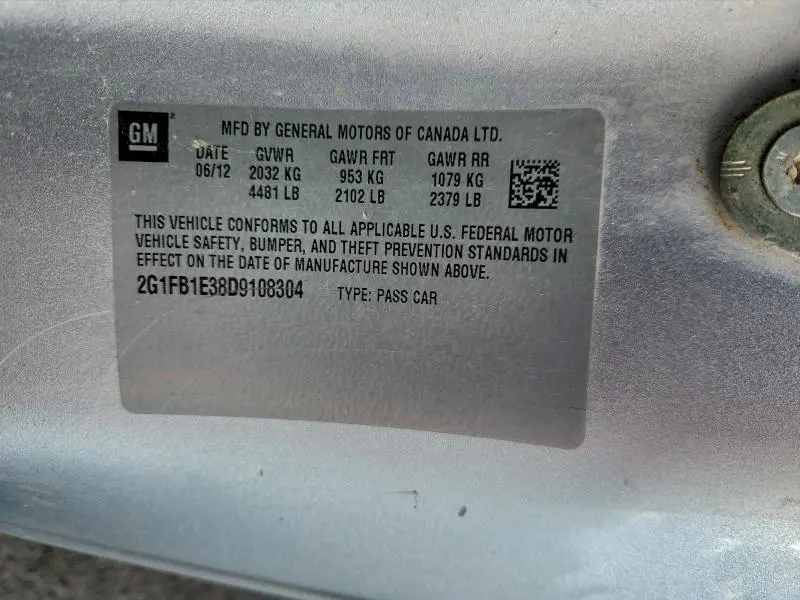 GM
MFD BY GENERAL MOTORS OF CANADA LTD.
DATE GVWR GAWR FRT GAWR RR
06/12 2032 KG 953 KG 1079 KG
4481 LB 2102 LB 2379 LB
THIS VEHICLE CONFORMS TO ALL APPLICABLE U.S. FEDERAL MOTOR
VEHICLE SAFETY, BUMPER, AND THEFT PREVENTION STANDARDS IN
EFFECT ON THE DATE OF MANUFACTURE SHOWN ABOVE.
2G1FB1E38D9108304 TYPE: PASS CAR